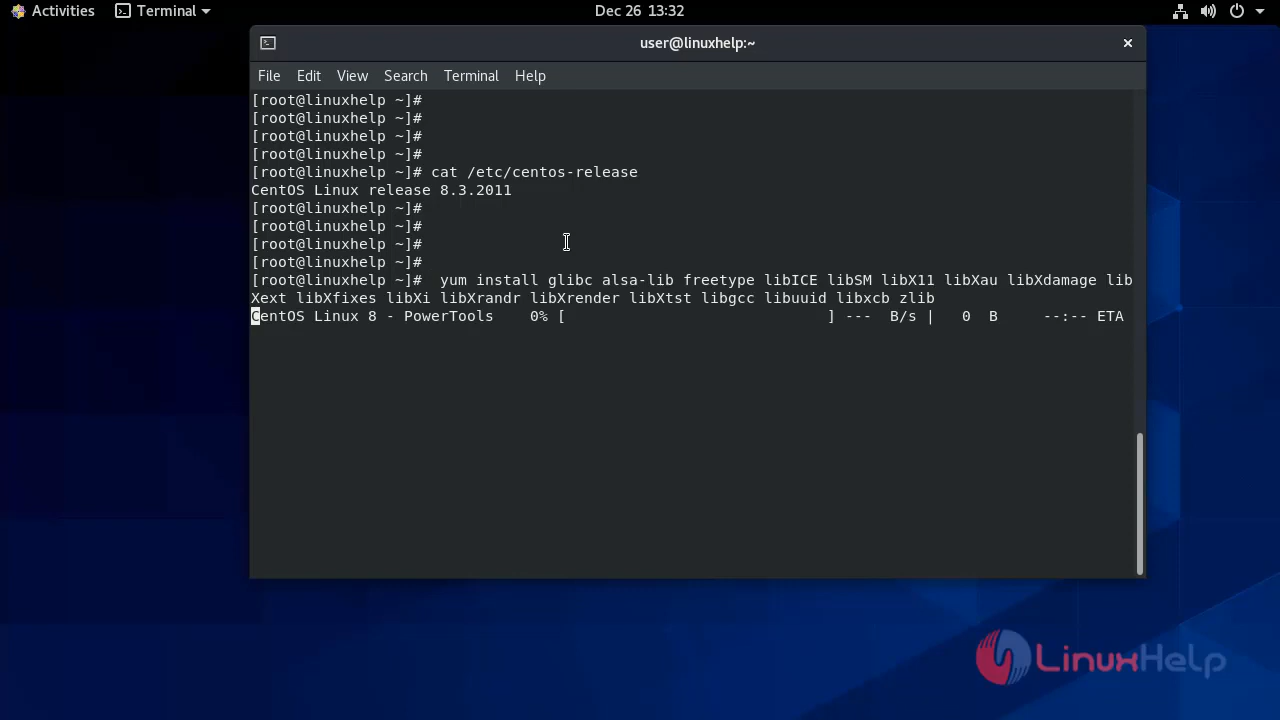 Activities Terminal Dec 26 13:32
user@linuxhelp:~
File Edit View Search Terminal Help
[root@linuxhelp ~]#
[root@linuxhelp ~]#
[root@linuxhelp ~]#
[root@linuxhelp ~]#
[root@linuxhelp ~]# cat /etc/centos-release
CentOS Linux release 8.3.2011
[root@linuxhelp ~]#
[root@linuxhelp ~]#
[root@linuxhelp ~]#
[root@linuxhelp ~]#
[root@linuxhelp ~]#  yum install glibc alsa-lib freetype libICE libSM libX11 libXau libXdamage lib
Xext libXfixes libXi libXrandr libXrender libXtst libgcc libuuid libxcb zlib
CentOS Linux 8 - PowerTools    0% [                             ] ---  B/s |   0  B     --:-- ETA
LinuxHelp